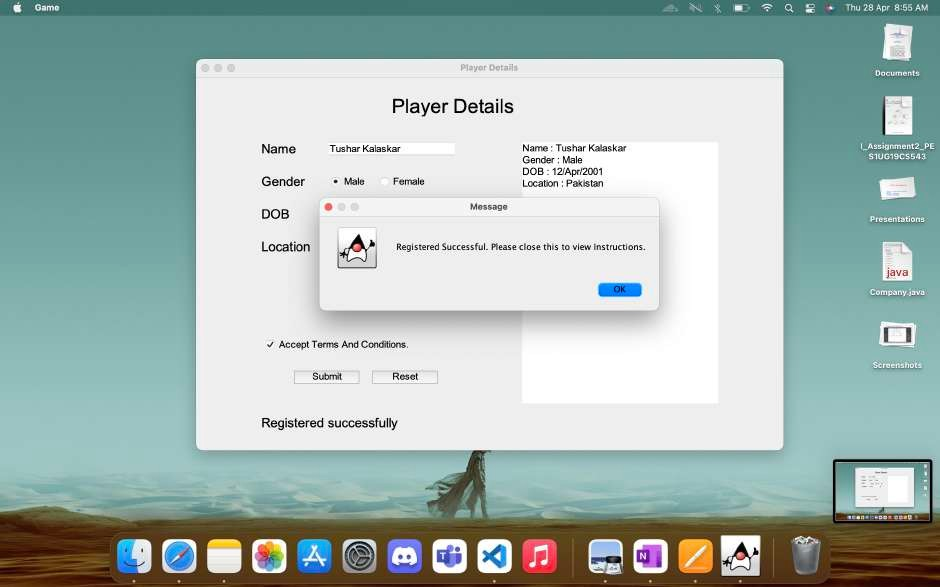 Game
Thu 28 Apr 8:55 AM
Player Details
Player Details
Name
Tushar Kalaskar
Gender
Male
Female
DOB
Location
Name : Tushar Kalaskar
Gender : Male
DOB : 12/Apr/2001
Location : Pakistan
Message
Registered Successful. Please close this to view Instructions.
OK
Accept Terms And Conditions.
Submit
Reset
Registered successfully
Documents
I_Assignment2_PE
S1UG19CS543
Presentations
java
Company.java
Screenshots